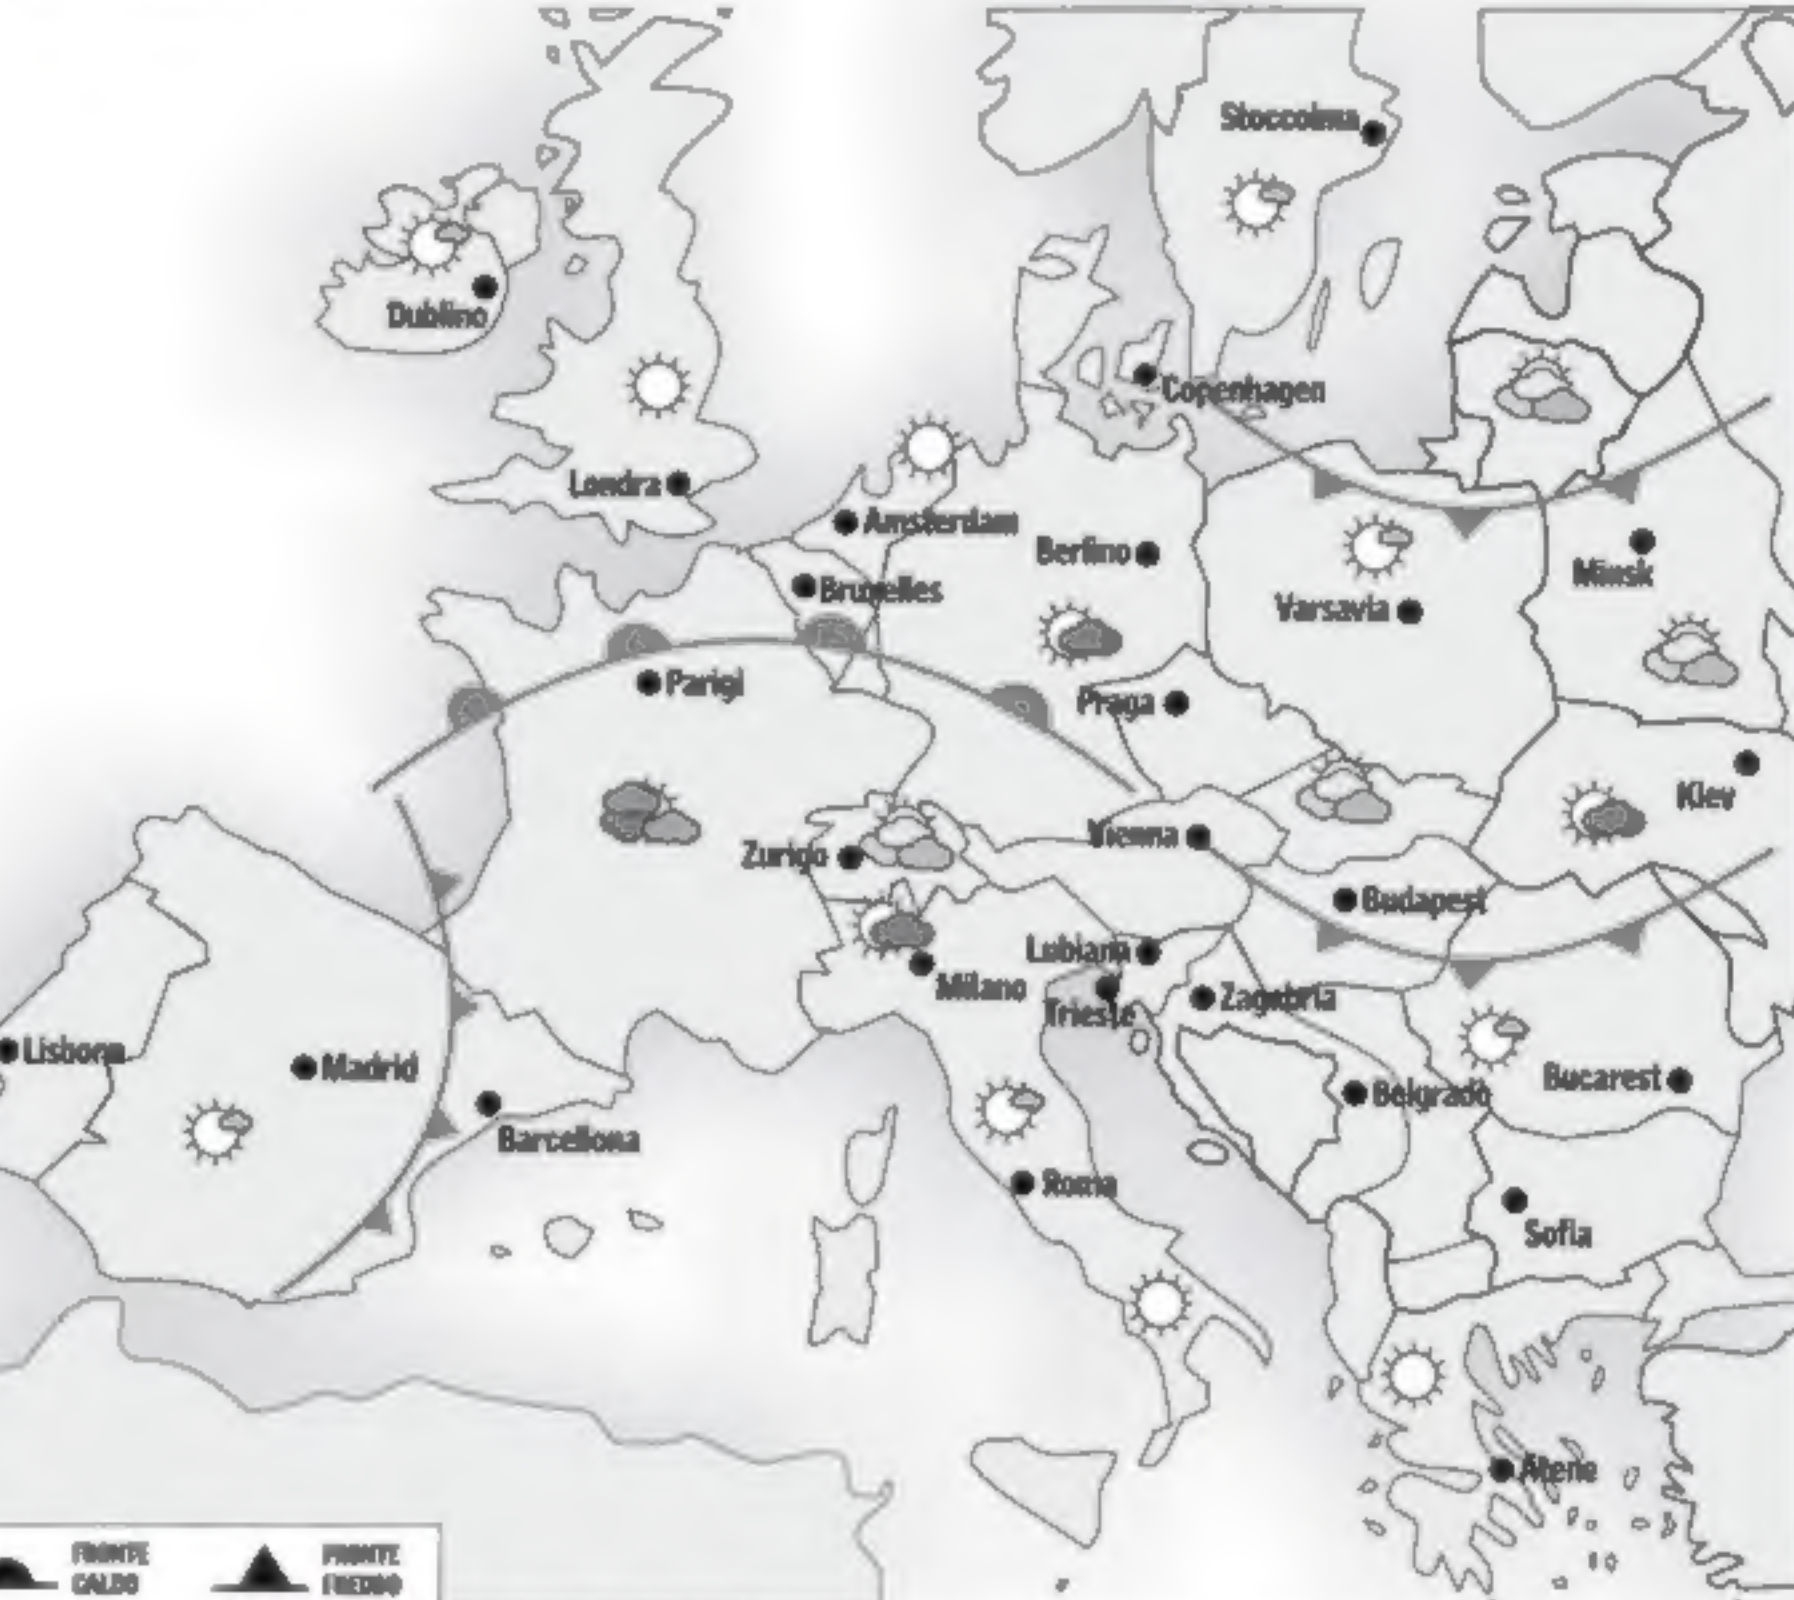 Stoccolma
Dublino
Copenhagen
Londra
Amsterdam
Berlino
Bruxelles
Minsk
Varsavia
Parigi
Praga
Kiev
Vienna
Zurigo
Budapest
Lubiana
Milano
Trieste
Zagabria
Lisbona
Madrid
Bucarest
Belgrado
Barcellona
Roma
Sofia
Atene
FRONTE
CALDO
FRONTE
FREDDO